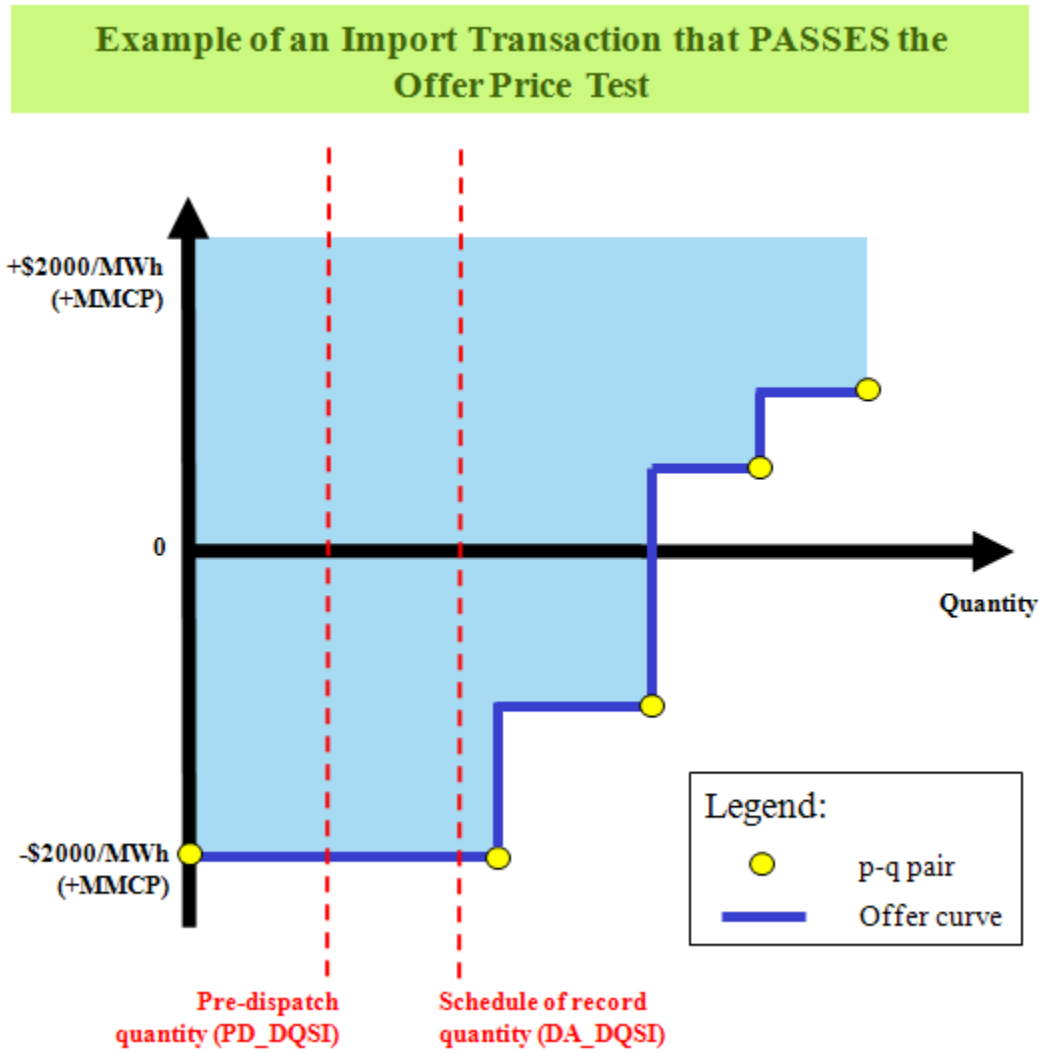 Example of an Import Transaction that PASSES the
Offer Price Test
+$2000/MWh
(+MMCP)
0
Quantity
-$2000/MWh
(+MMCP)
Legend:
p-q pair
Offer curve
Pre-dispatch
quantity (PD_DQSI)
Schedule of record
quantity (DA_DQSI)